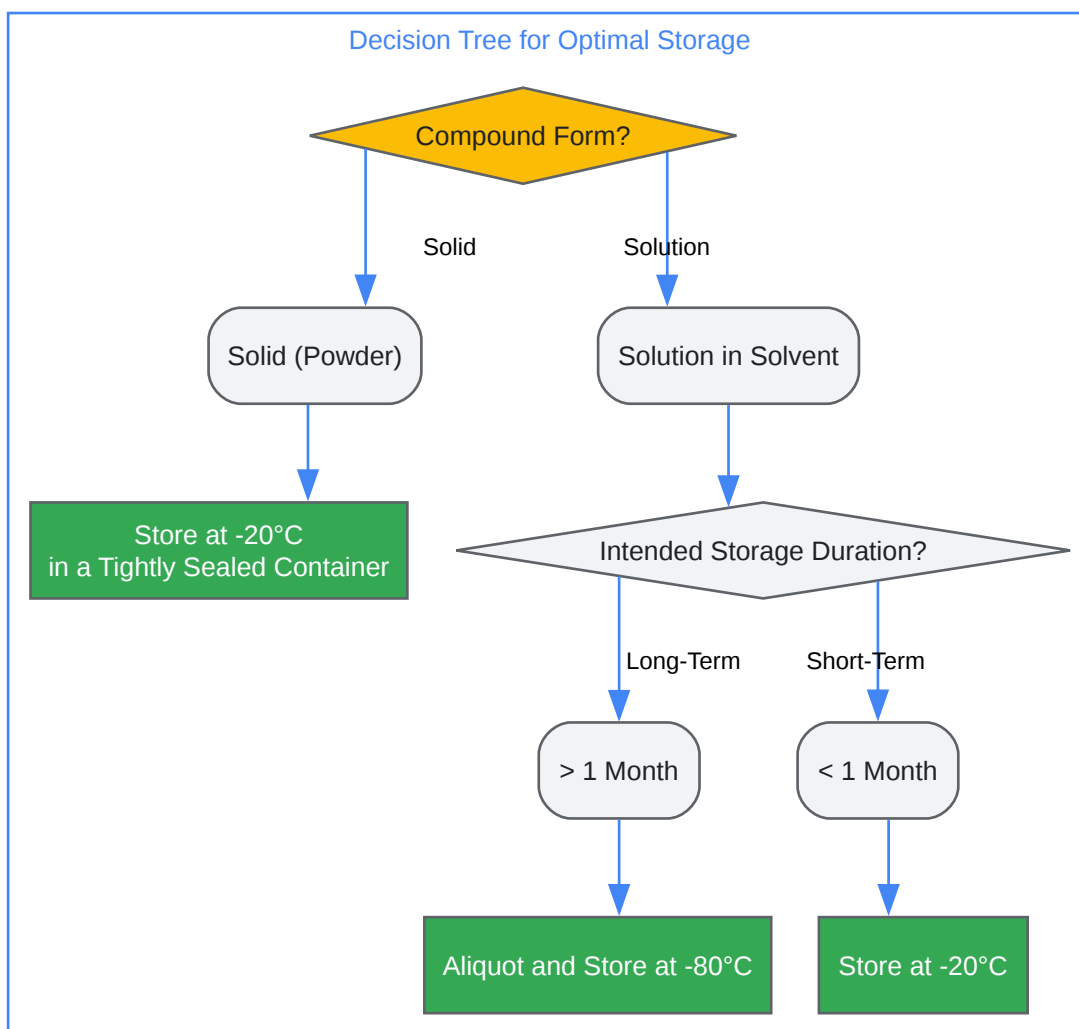 Decision Tree for Optimal Storage
Compound Form?
Solid
Solution
Solid (Powder)
Solution in Solvent
Store at -20°C
in a Tightly Sealed Container
Intended Storage Duration?
Long-Term
Short-Term
> 1 Month
< 1 Month
Aliquot and Store at -80°C
Store at -20°C